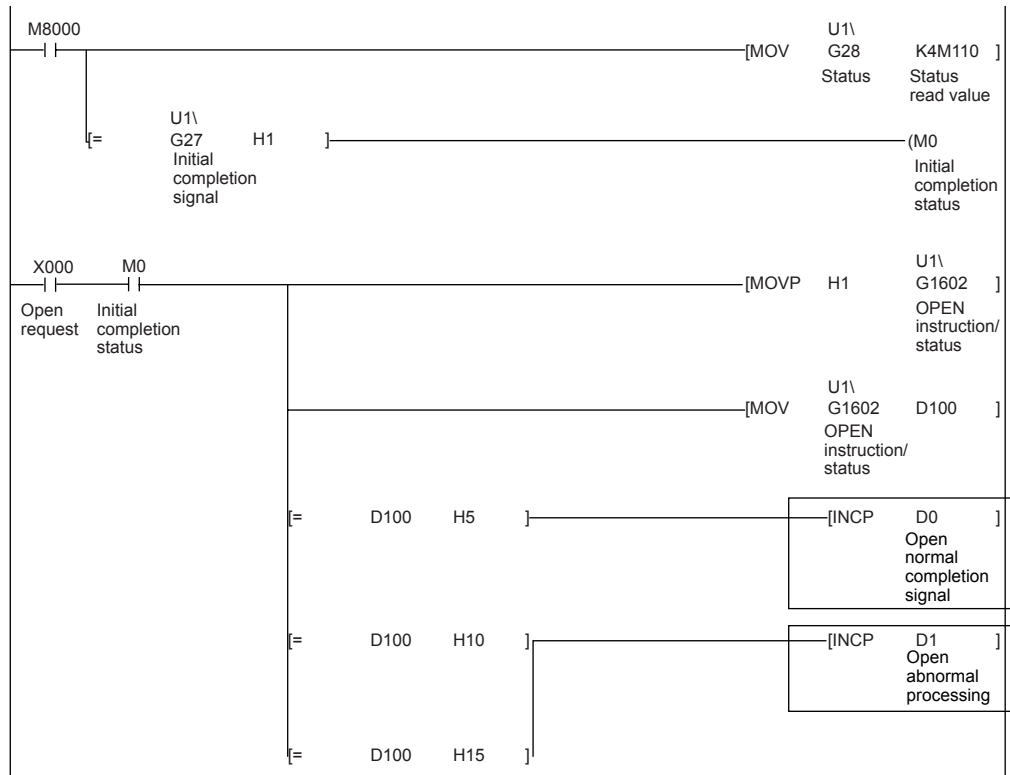 M8000
U1\
[MOV G28 K4M110 ]
Status Status
read value
U1\
[= G27 H1 ]
(M0
Initial
completion
signal
Initial
completion
status
X000 M0
U1\
[MOVP H1 G1602 ]
Open
request
Initial
completion
status
OPEN
instruction/
status
U1\
[MOV G1602 D100 ]
OPEN
instruction/
status
[= D100 H5 ]
[INCP D0 ]
Open
normal
completion
signal
[= D100 H10 ]
[INCP D1 ]
Open
abnormal
processing
[= D100 H15 ]